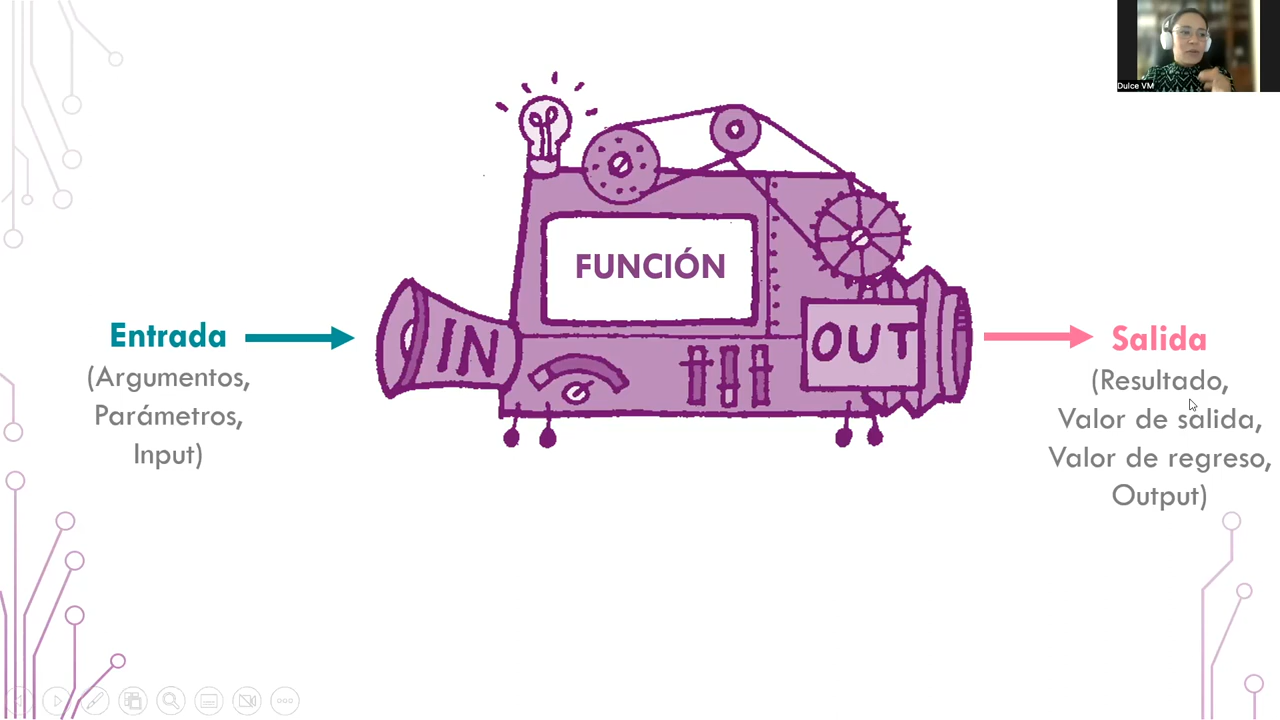 Dulce VM
FUNCIÓN
IN
OUT
Entrada
(Argumentos,
Parámetros,
Input)
Salida
(Resultado,
Valor de salida,
Valor de regreso,
Output)